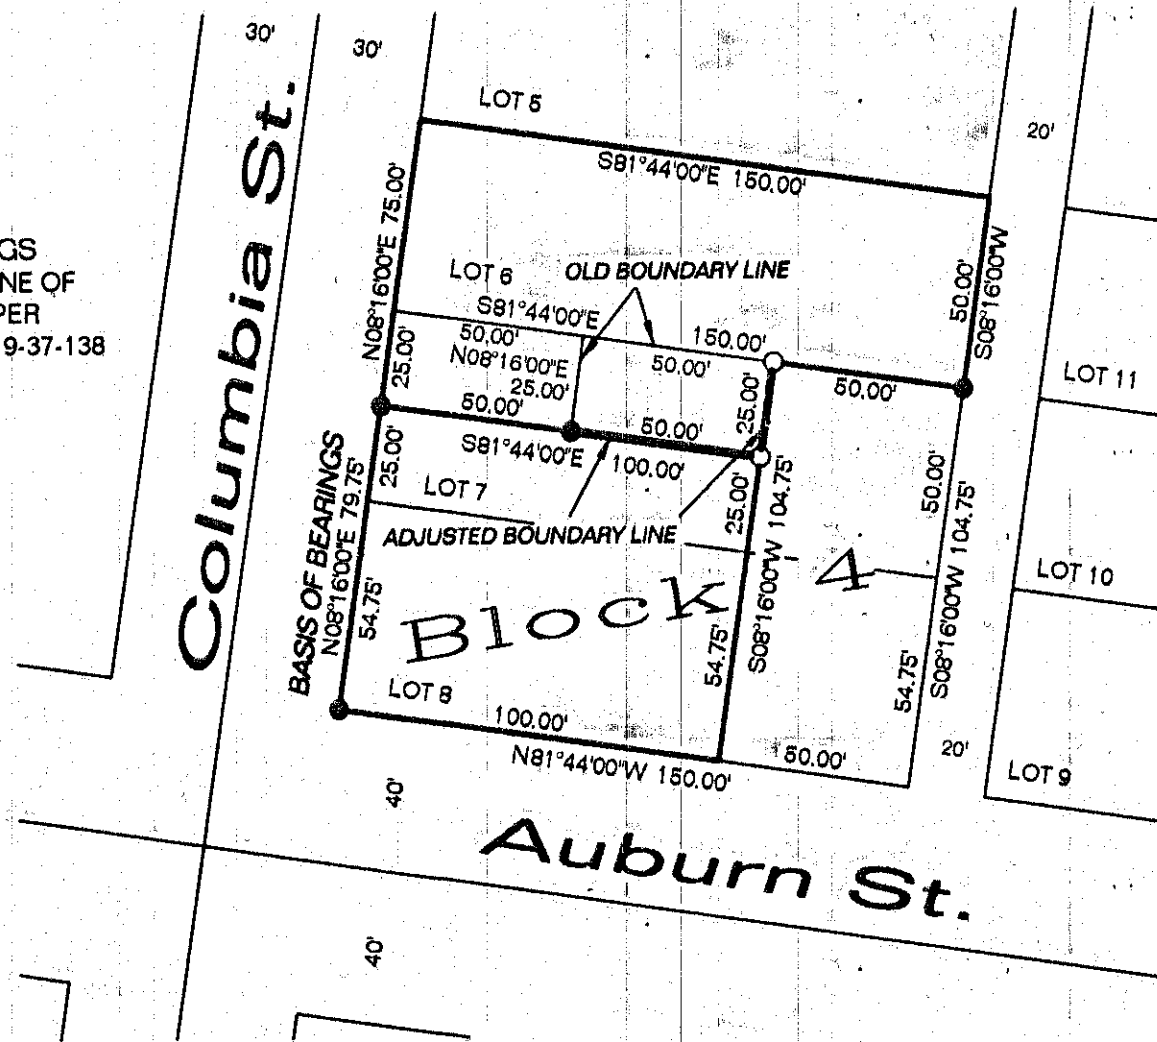 30'
30'
LOT 5
20'
S81°44'00"E 150.00'
N08°16'00"E 75.00'
GS
NE OF
PER
9-37-138
Columbia St.
LOT 6
OLD BOUNDARY LINE
50.00'
S08°16'00"W
S81°44'00"E
150.00'
50.00'
N08°16'00"E
25.00'
50.00'
25.00'
25.00'
50.00'
LOT 11
50.00'
50.00'
S81°44'00"E
100.00'
25.00'
LOT 7
25.00'
50.00'
ADJUSTED BOUNDARY LINE
BASIS OF BEARINGS
N08°16'00"E 79.75'
54.75'
Block 4
S08°16'00"W 104.75'
S08°16'00"W 104.75'
LOT 10
54.75'
54.75'
LOT 8
100.00'
N81°44'00"W 150.00'
50.00'
20'
LOT 9
40'
Auburn St.
40'